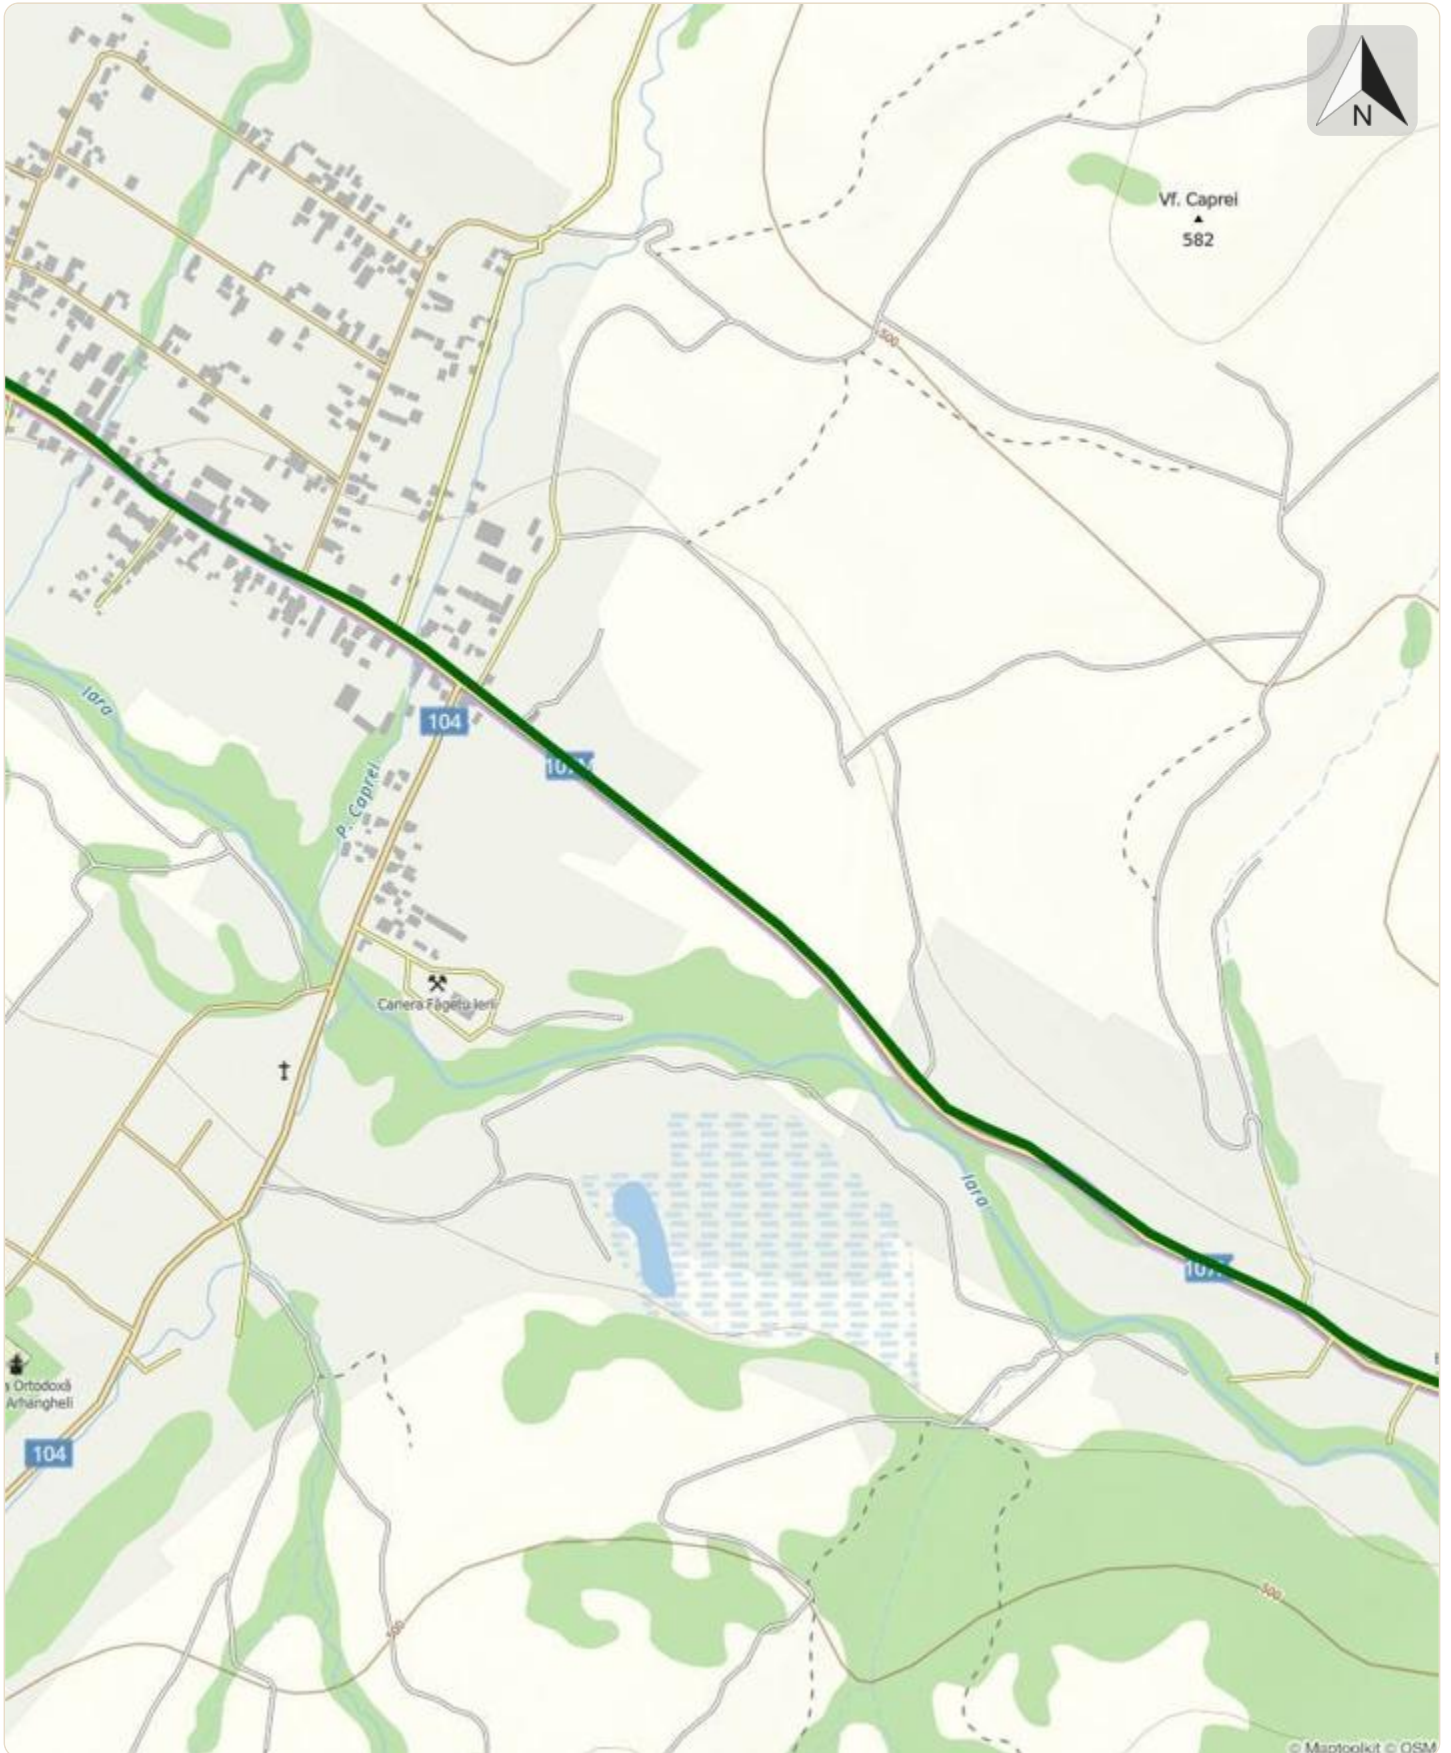 N
Vf. Caprei
582
500
Iara
104
P. Caprei
Cariera Făgetu Ierii
Iara
Ortodoxă
Arhangheli
104
500
500
© Maptoolkit © OSM